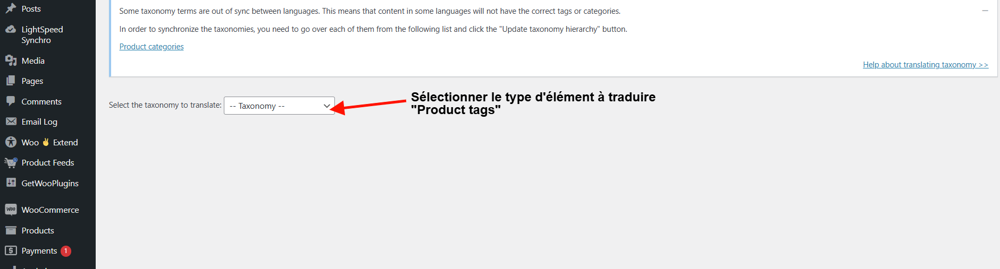 Posts
LightSpeed
Synchro
Media
Pages
Comments
Email Log
Woo ✌ Extend
Product Feeds
GetWooPlugins
WooCommerce
Products
Payments 1
Some taxonomy terms are out of sync between languages. This means that content in some languages will not have the correct tags or categories.
In order to synchronize the taxonomies, you need to go over each of them from the following list and click the "Update taxonomy hierarchy" button.
Product categories
Help about translating taxonomy >>
Select the taxonomy to translate: -- Taxonomy --
Sélectionner le type d'élément à traduire
"Product tags"